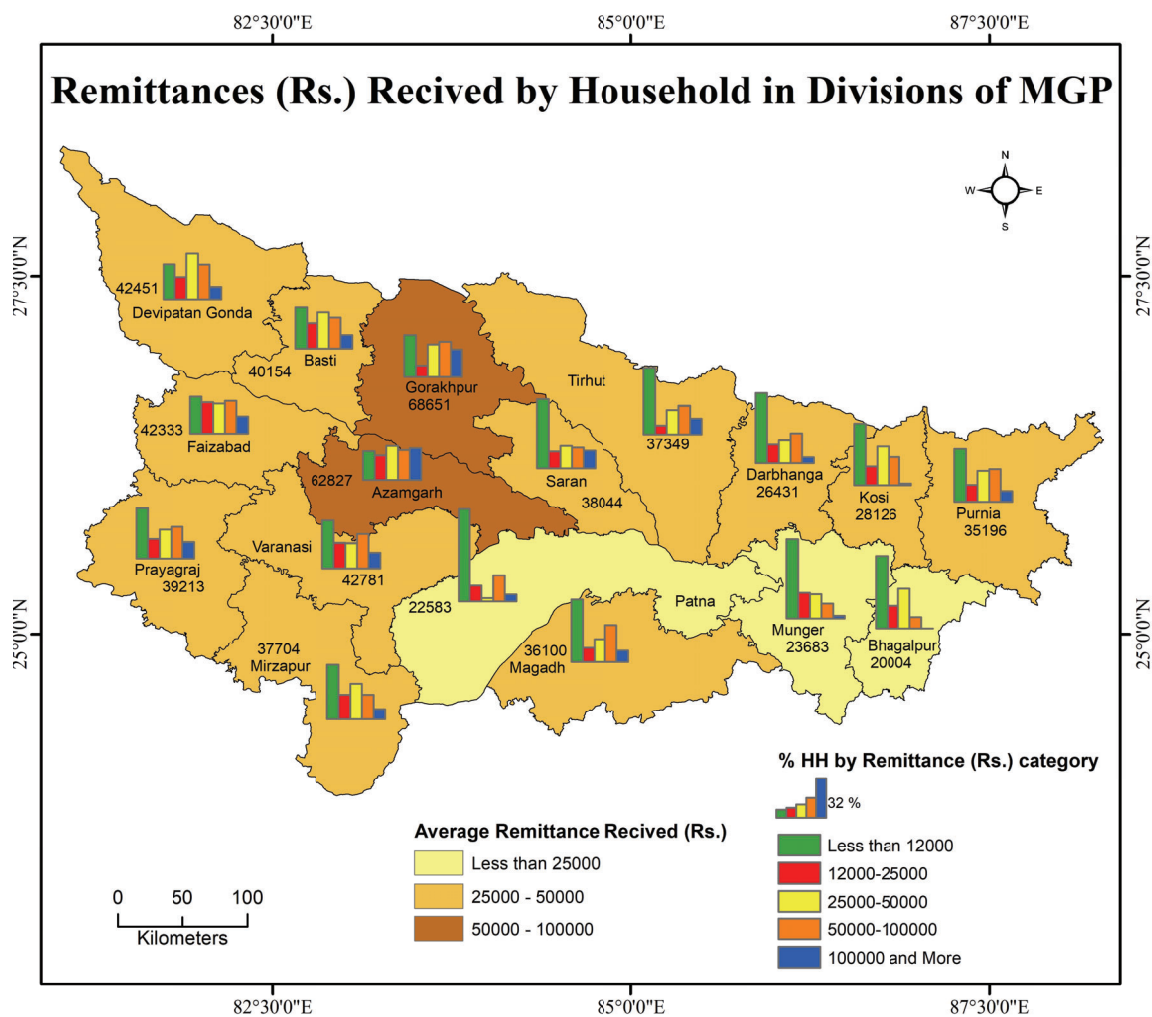 82°30'0"E 85°0'0"E 87°30'0"E
Remittances (Rs.) Recived by Household in Divisions of MGP
N
W E
S
27°30'0"N 27°30'0"N
42451
Devipatan Gonda
Basti
40154
Gorakhpur
68651
Tirhut
37349
42333
Faizabad
62827
Azamgarh
Saran
38044
Darbhanga
26431
Kosi
28126
Purnia
35196
Prayagraj
39213
Varanasi
42781
22583
Patna
Munger
23683
Bhagalpur
20004
25°0'0"N 25°0'0"N
37704
Mirzapur
36100
Magadh
% HH by Remittance (Rs.) category
32 %
Less than 12000
12000-25000
25000-50000
50000-100000
100000 and More
Average Remittance Recived (Rs.)
Less than 25000
25000 - 50000
50000 - 100000
0 50 100
Kilometers
82°30'0"E 85°0'0"E 87°30'0"E